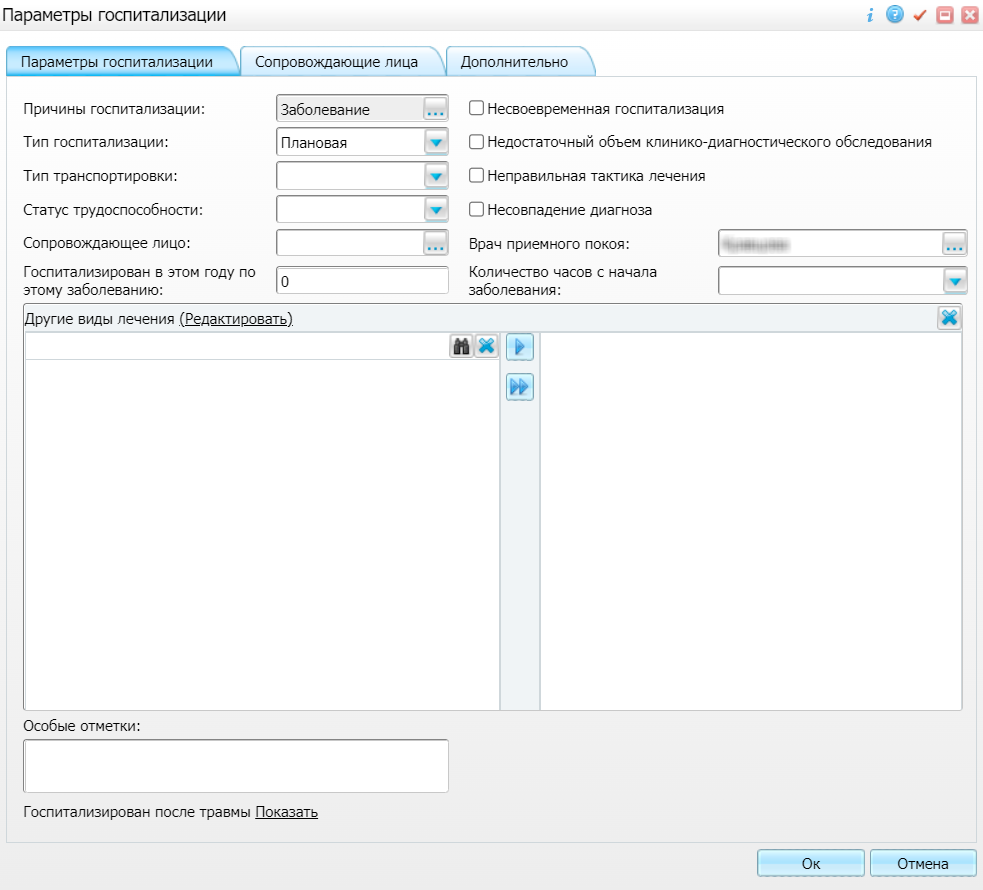 Параметры госпитализации
Параметры госпитализации
Сопровождающие лица
Дополнительно
Причины госпитализации:
Заболевание
Несвоевременная госпитализация
Тип госпитализации:
Плановая
Недостаточный объем клинико-диагностического обследования
Тип транспортировки:
Неправильная тактика лечения
Статус трудоспособности:
Несовпадение диагноза
Сопровождающее лицо:
Врач приемного покоя:
Госпитализирован в этом году по
этому заболеванию:
0
Количество часов с начала
заболевания:
Другие виды лечения (Редактировать)
Особые отметки:
Госпитализирован после травмы Показать
Ок
Отмена